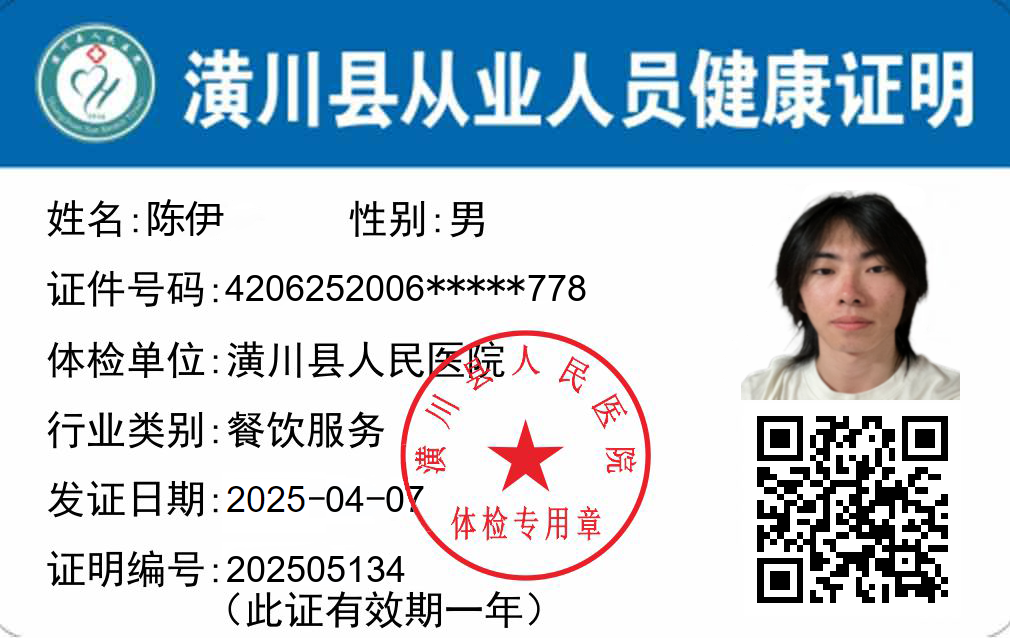 潢川县从业人员健康证明
姓名:陈伊 性别:男
证件号码:4206252006*****778
体检单位:潢川县人民医院
行业类别:餐饮服务
发证日期:2025-04-07
证明编号:202505134
(此证有效期一年)
潢川县人民医院
体检专用章